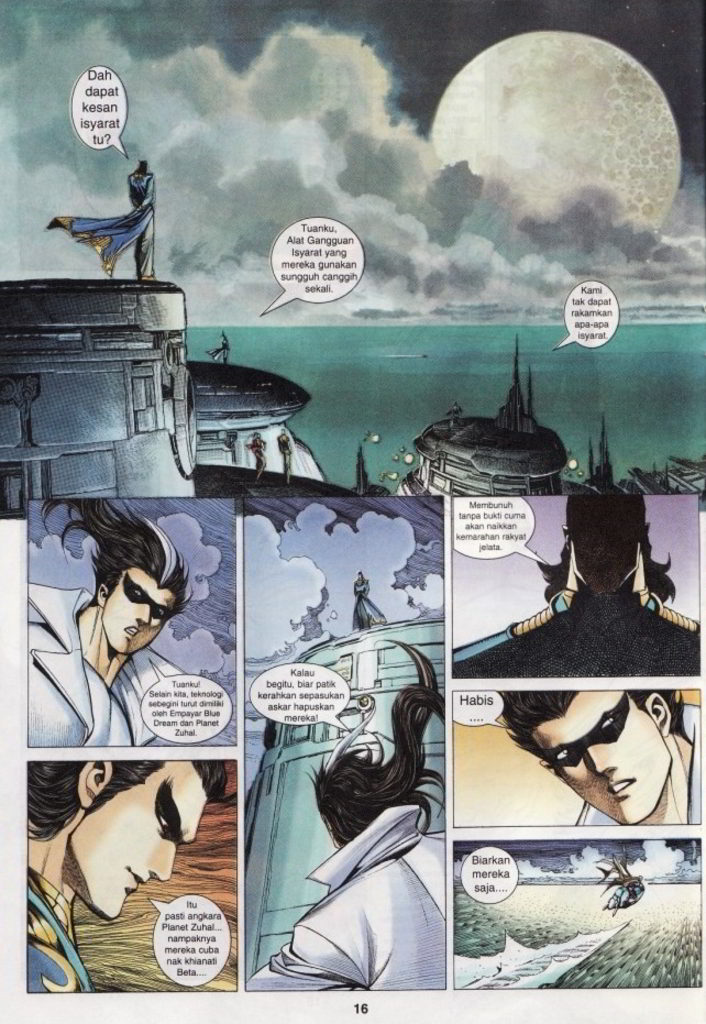 Dah
dapat
kesan
isyarat
tu?
Tuanku,
Alat Gangguan
Isyarat yang
mereka gunakan
sungguh canggih
sekali.
Kami
tak dapat
rakamkan
apa-apa
isyarat.
Tuanku!
Selain kita, teknologi
sebegini turut dimiliki
oleh Empayar Blue
Dream dan Planet
Zuhal.
Itu
pasti angkara
Planet Zuhal...
nampaknya
mereka cuba
nak khianati
Beta....
Kalau
begitu, biar patik
kerahkan sepasukan
askar hapuskan
mereka!
Membunuh
tanpa bukti cuma
akan naikkan
kemarahan rakyat
jelata.
Habis
....
Biarkan
mereka
saja....
16